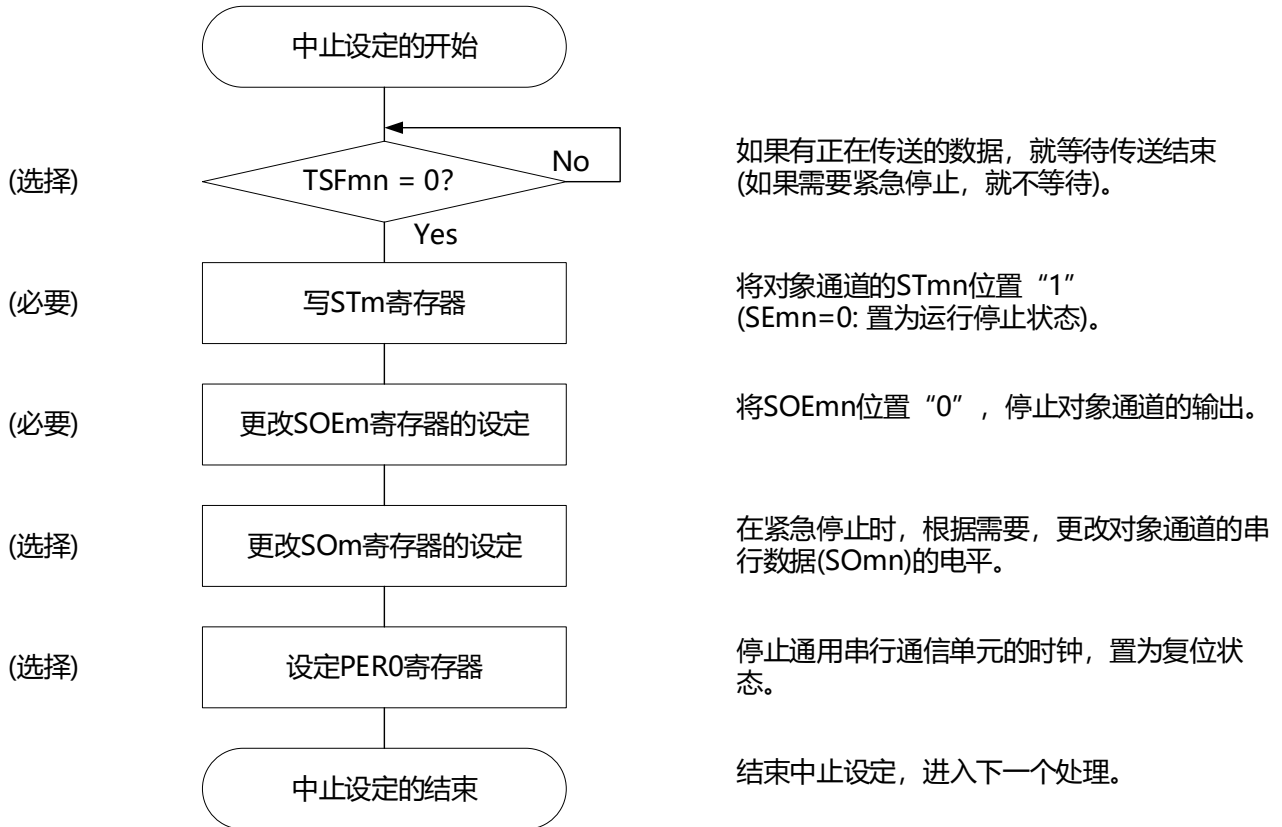 中止设定的开始
(选择)
TSFmn = 0?
No
如果有正在传送的数据，就等待传送结束
(如果需要紧急停止，就不等待)。
Yes
(必要)
写STm寄存器
将对象通道的STmn位置“1”
(SEmn=0: 置为运行停止状态)。
(必要)
更改SOEm寄存器的设定
将SOEmn位置“0”，停止对象通道的输出。
(选择)
更改SOm寄存器的设定
在紧急停止时，根据需要，更改对象通道的串
行数据(SOmn)的电平。
(选择)
设定PER0寄存器
停止通用串行通信单元的时钟，置为复位状
态。
中止设定的结束
结束中止设定，进入下一个处理。